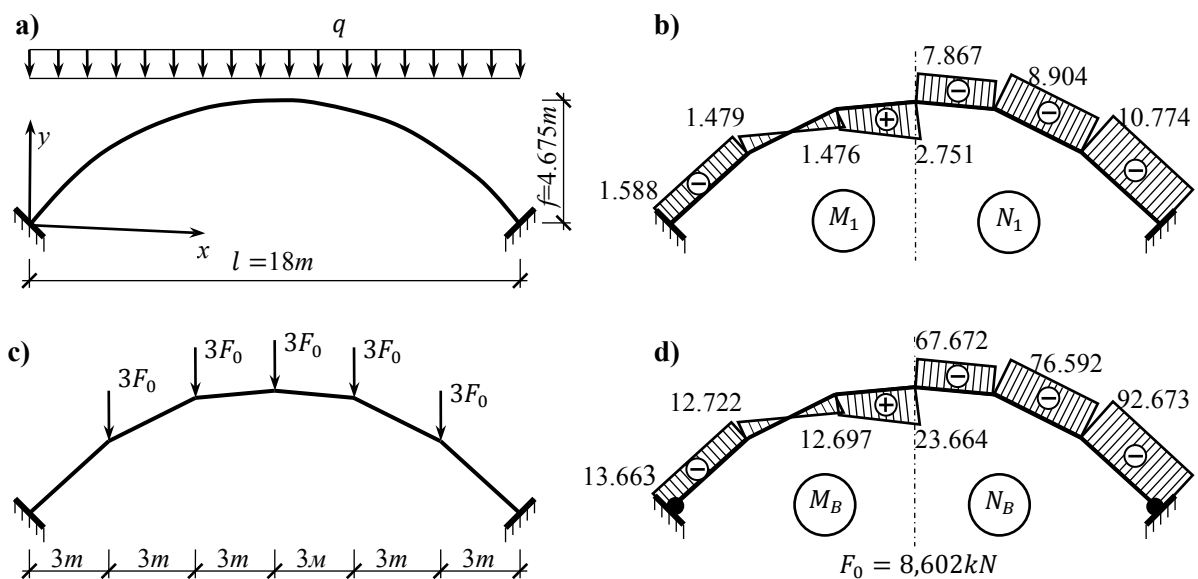 a)
q
y
x
f=4.675m
l =18m
b)
7.867
8.904
10.774
1.479
1.476
2.751
1.588
M₁
N₁
c)
3F₀
3F₀
3F₀
3F₀
3F₀
3m
3m
3m
3м
3m
3m
d)
67.672
76.592
92.673
12.722
12.697
23.664
13.663
M_B
N_B
F₀ = 8,602kN